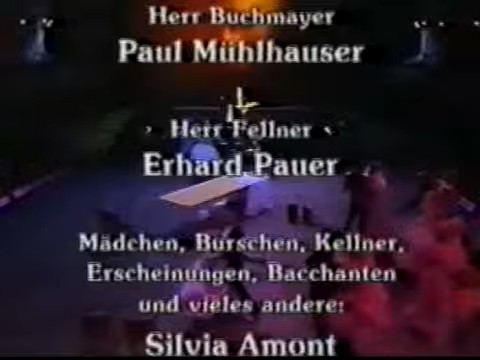 Herr Buchmayer
Paul Mühlhauser
Herr Fellner
Erhard Pauer
Mädchen, Burschen, Kellner,
Erscheinungen, Bacchanten
und vieles andere:
Silvia Amont